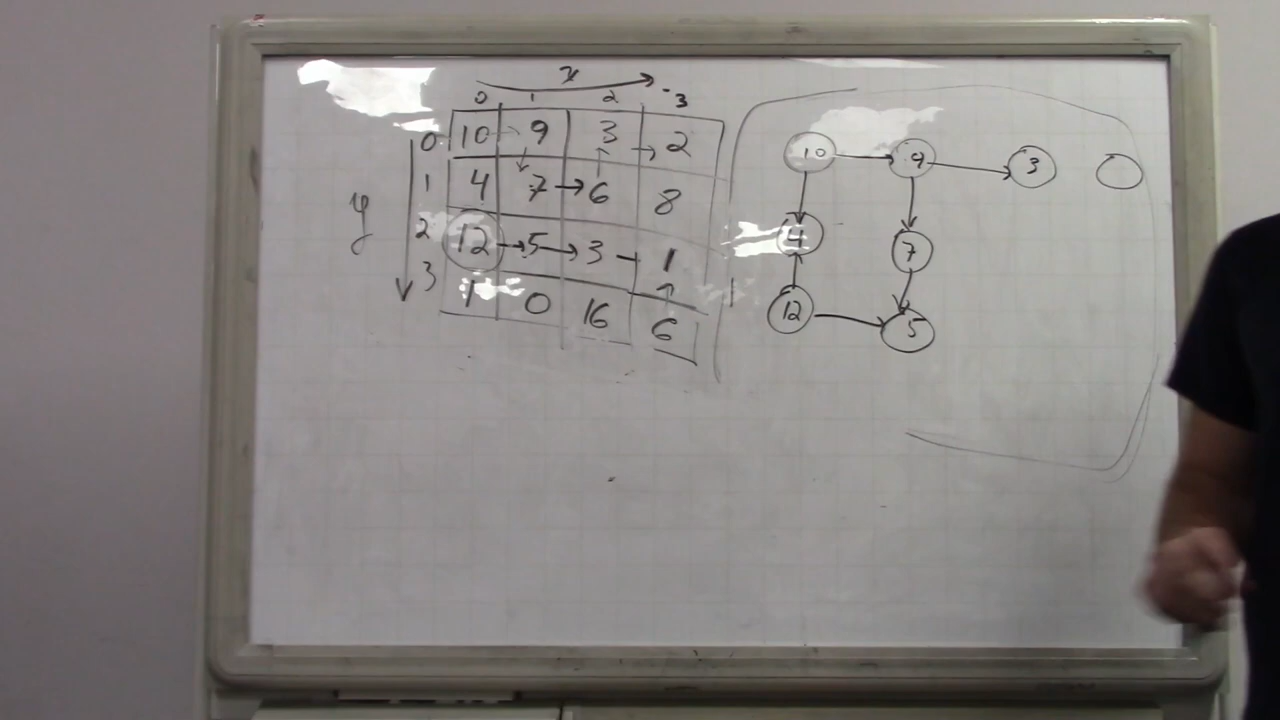 x
0 1 2 3
0 10 9 3 2
y
1 4 7 6 8
2 12 5 3 1
3 1 0 16 6
10 9 3
4 7
12 5